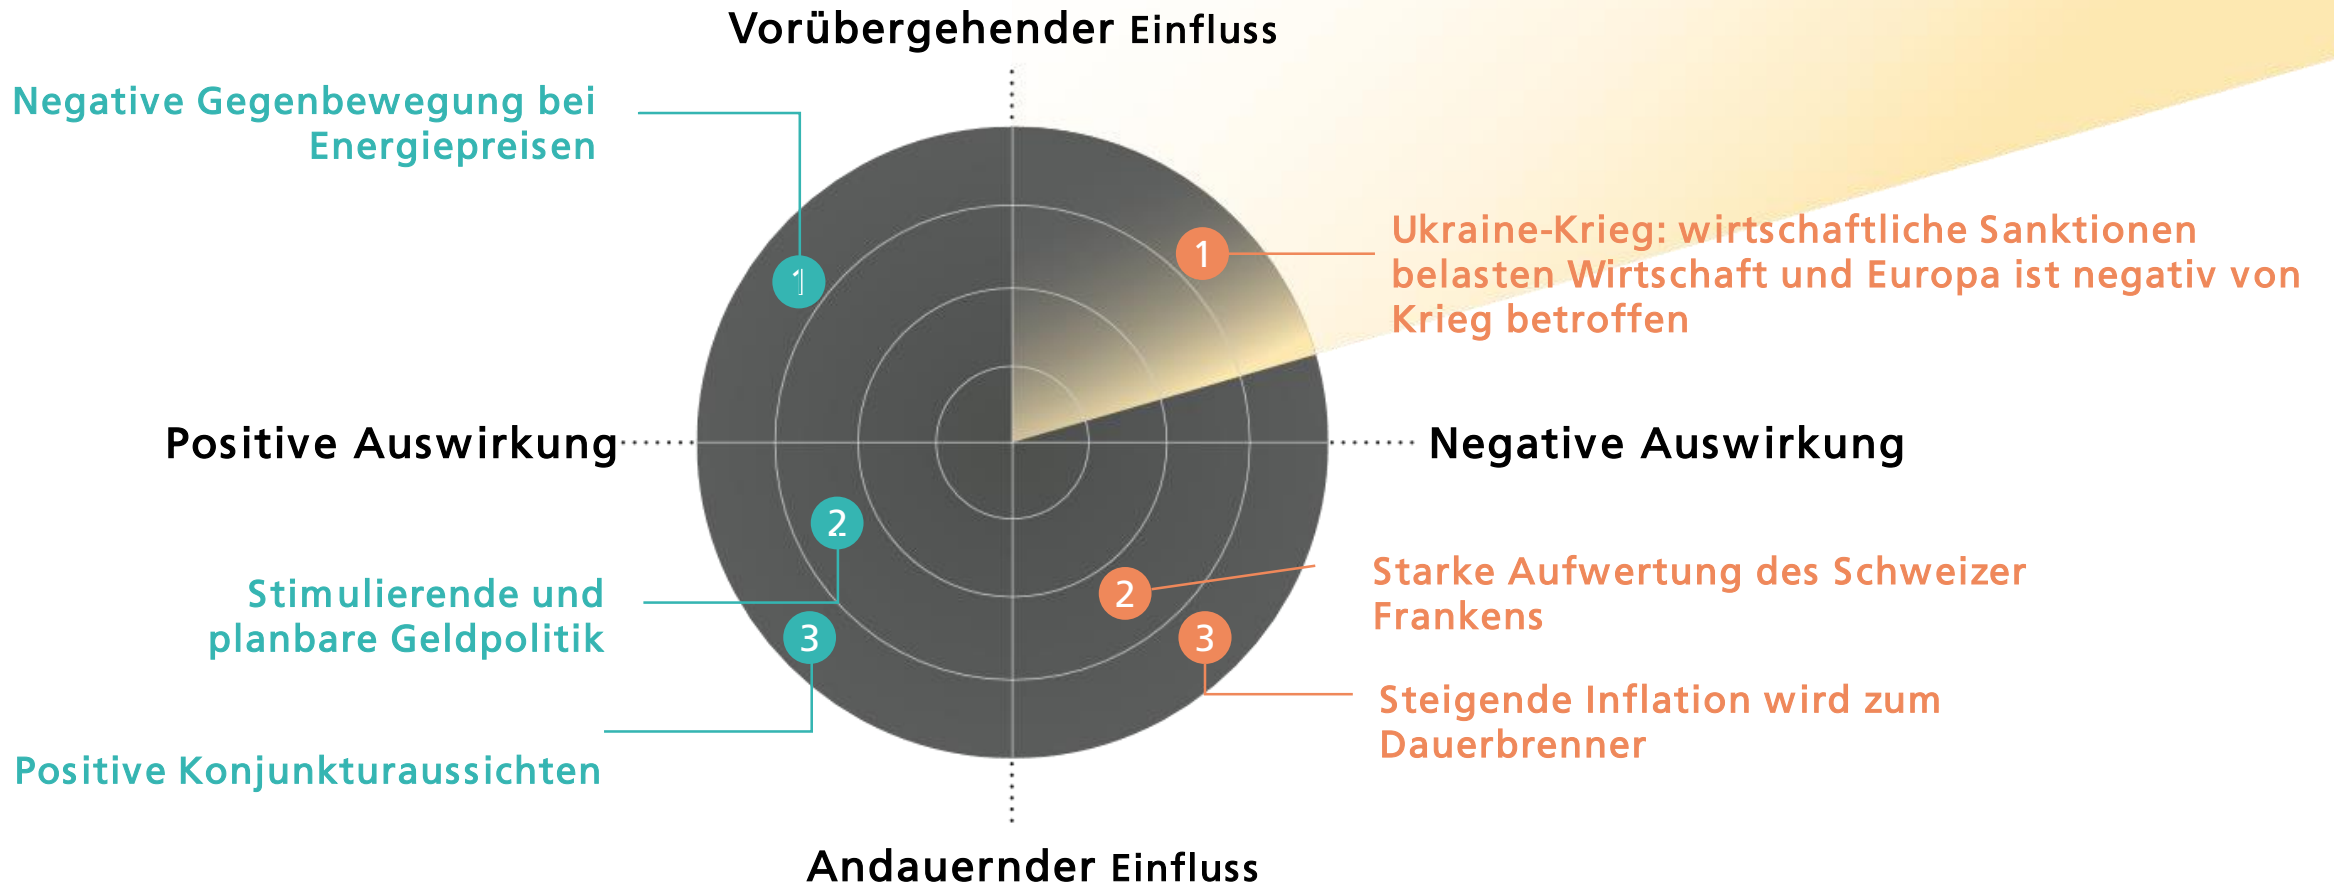 Vorübergehender Einfluss
Negative Gegenbewegung bei
Energiepreisen
1
1
Ukraine-Krieg: wirtschaftliche Sanktionen
belasten Wirtschaft und Europa ist negativ von
Krieg betroffen
Positive Auswirkung
Negative Auswirkung
2
Stimulierende und
planbare Geldpolitik
2
Starke Aufwertung des Schweizer
Frankens
3
Positive Konjunkturaussichten
3
Steigende Inflation wird zum
Dauerbrenner
Andauernder Einfluss